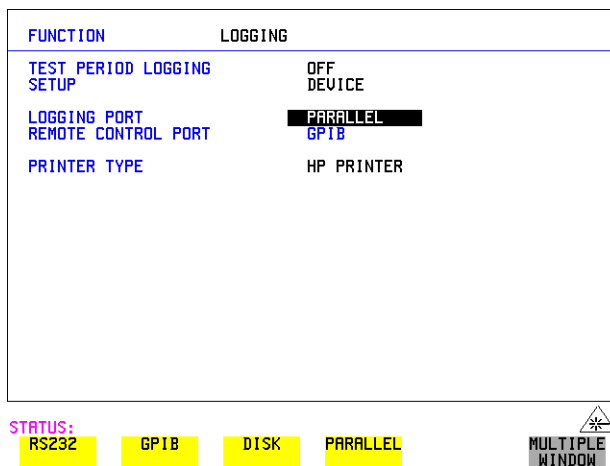 FUNCTION LOGGING
TEST PERIOD LOGGING OFF
SETUP DEVICE
LOGGING PORT PARALLEL
REMOTE CONTROL PORT GPIB
PRINTER TYPE HP PRINTER
STATUS:
RS232 GPIB DISK PARALLEL MULTIPLE
WINDOW